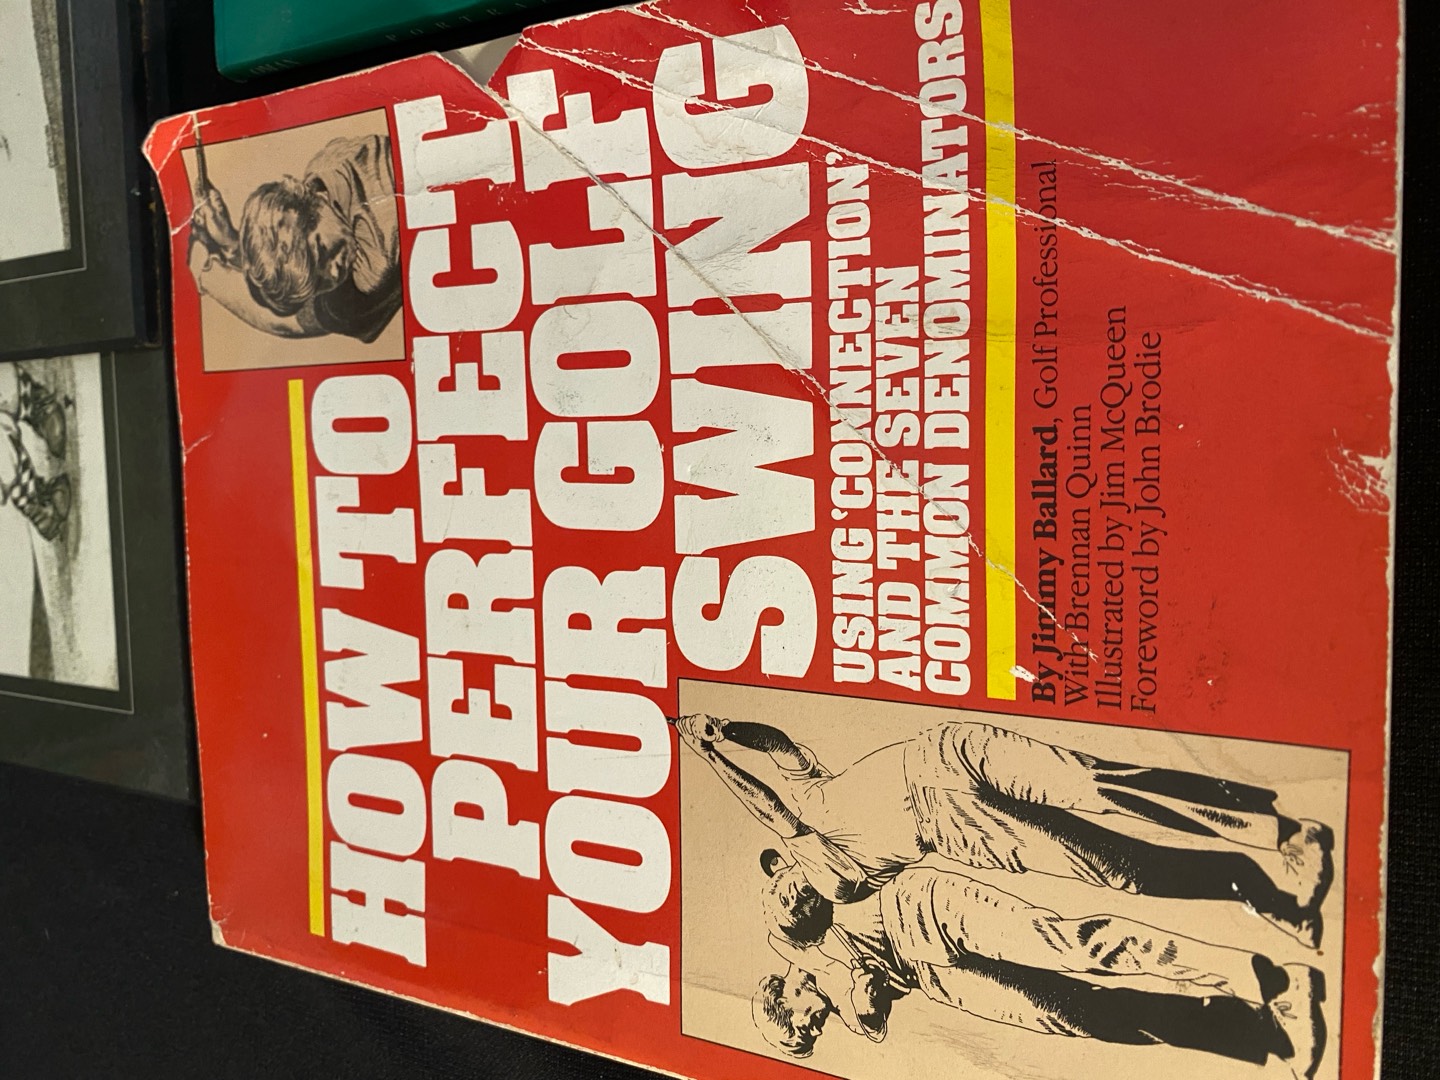 HOW TO
PERFECT
YOUR GOLF
SWING
USING 'CONNECTION'
AND THE SEVEN
COMMON DENOMINATORS
By Jimmy Ballard, Golf Professional
With Brennan Quinn
Illustrated by Jim McQueen
Foreword by John Brodie